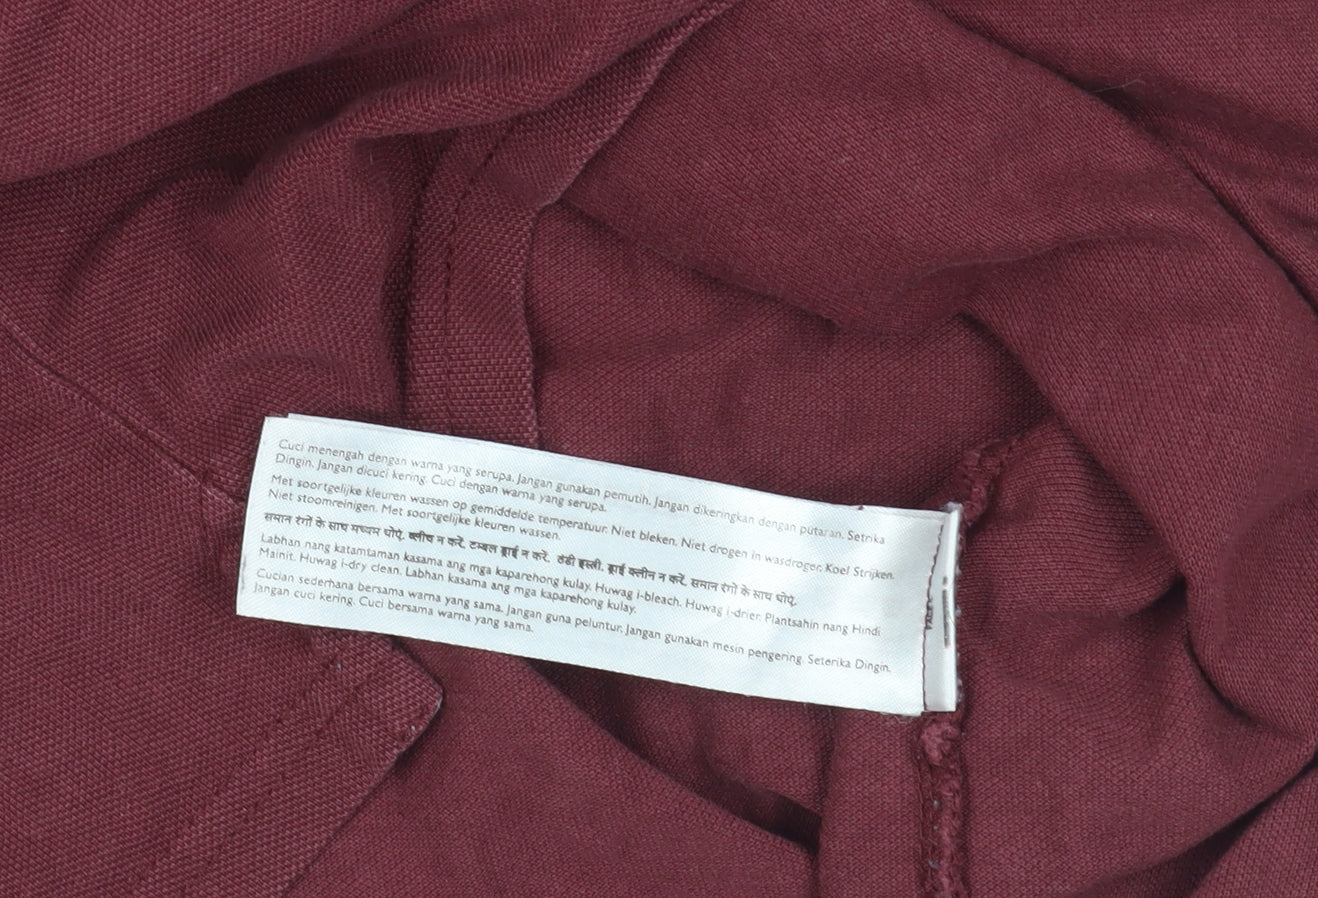 Cuci menengah dengan warna yang serupa. Jangan gunakan pemutih. Jangan dikeringkan dengan putaran. Setrika
Dingin. Jangan dicuci kering. Cuci dengan warna yang serupa.
Met soortgelijke kleuren wassen op gemiddelde temperatuur. Niet bleken. Niet drogen in wasdroger. Koel Strijken.
Niet stoomreinigen. Met soortgelijke kleuren wassen.
समान रंगों के साथ मध्यम धोएं. ब्लीच न करें. टम्बल ड्राई न करें. ठंडी इस्त्री. ड्राई क्लीन न करें. समान रंगों के साथ धोएं.
Labhan nang katamtaman kasama ang mga kaparehong kulay. Huwag i-bleach. Huwag i-drier. Plantsahin nang Hindi
Mainit. Huwag i-dry clean. Labhan kasama ang mga kaparehong kulay.
Cucian sederhana bersama warna yang sama. Jangan guna peluntur. Jangan gunakan mesin pengering. Seterika Dingin.
Jangan cuci kering. Cuci bersama warna yang sama.